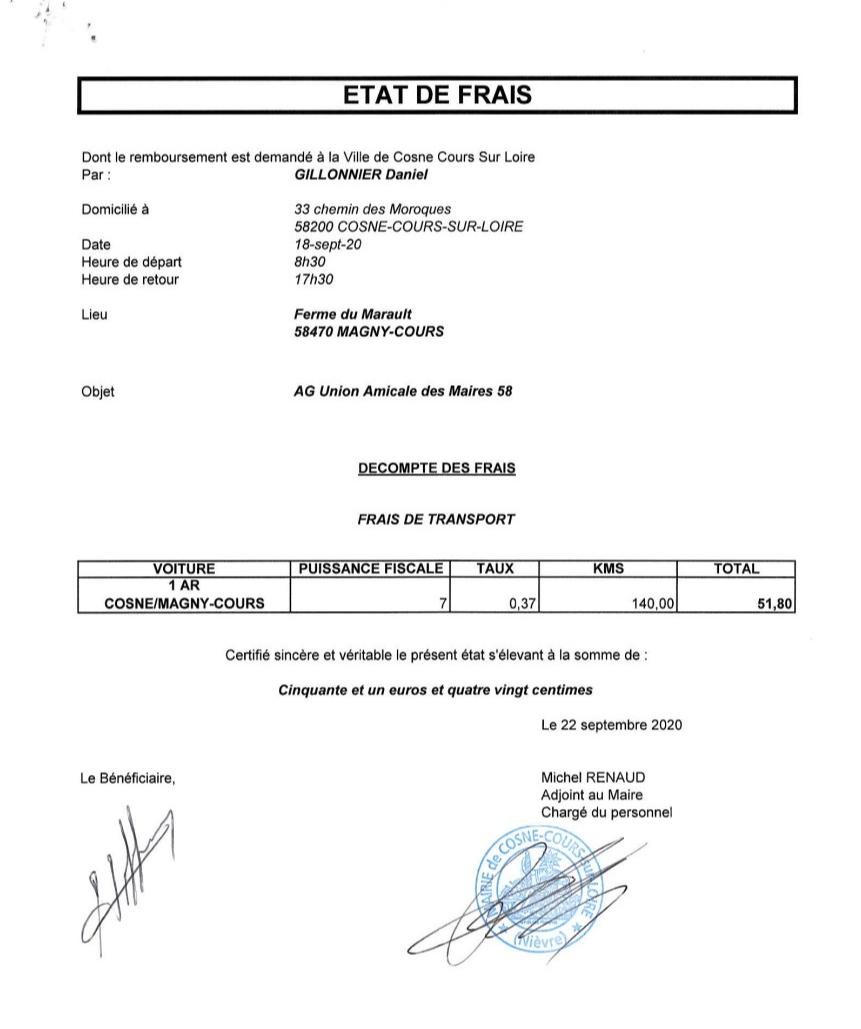 ETAT DE FRAIS
Dont le remboursement est demandé à la Ville de Cosne Cours Sur Loire
Par : GILLONNIER Daniel
Domicilié à 33 chemin des Moroques
58200 COSNE-COURS-SUR-LOIRE
Date 18-sept-20
Heure de départ 8h30
Heure de retour 17h30
Lieu Ferme du Marault
58470 MAGNY-COURS
Objet AG Union Amicale des Maires 58
DECOMPTE DES FRAIS
FRAIS DE TRANSPORT
VOITURE PUISSANCE FISCALE TAUX KMS TOTAL
1 AR
COSNE/MAGNY-COURS 7 0,37 140,00 51,80
Certifié sincère et véritable le présent état s'élevant à la somme de :
Cinquante et un euros et quatre vingt centimes
Le 22 septembre 2020
Le Bénéficiaire, Michel RENAUD
Adjoint au Maire
Chargé du personnel
MAIRIE de COSNE-COURS sur LOIRE
(Nièvre)